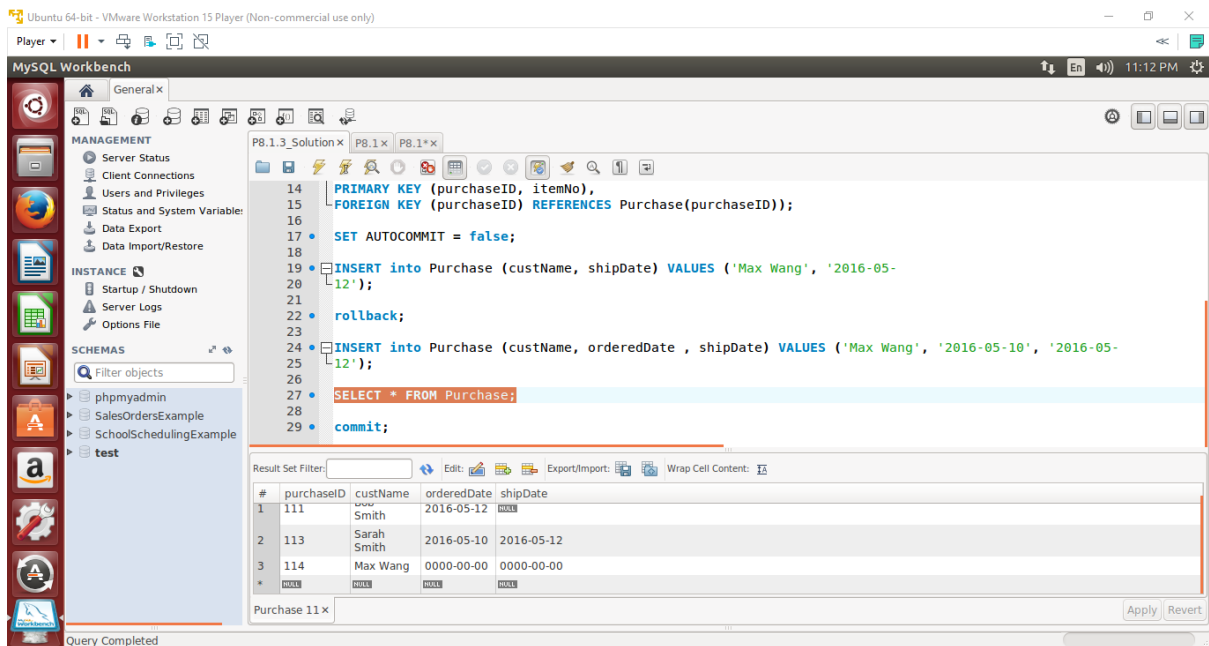 Ubuntu 64-bit - VMware Workstation 15 Player (Non-commercial use only)
Player
MySQL Workbench
En 11:12 PM
General ×
MANAGEMENT
Server Status
Client Connections
Users and Privileges
Status and System Variable
Data Export
Data Import/Restore
INSTANCE
Startup / Shutdown
Server Logs
Options File
SCHEMAS
Filter objects
phpmyadmin
SalesOrdersExample
SchoolSchedulingExample
test
P8.1.3_Solution × P8.1 × P8.1* ×
14 PRIMARY KEY (purchaseID, itemNo),
15 FOREIGN KEY (purchaseID) REFERENCES Purchase(purchaseID));
16
17 SET AUTOCOMMIT = false;
18
19 INSERT into Purchase (custName, shipDate) VALUES ('Max Wang', '2016-05-
20 12');
21
22 rollback;
23
24 INSERT into Purchase (custName, orderedDate , shipDate) VALUES ('Max Wang', '2016-05-10', '2016-05-
25 12');
26
27 SELECT * FROM Purchase;
28
29 commit;
Result Set Filter: Edit: Export/Import: Wrap Cell Content:
# purchaseID custName orderedDate shipDate
1 111 Bob Smith 2016-05-12 NULL
2 113 Sarah Smith 2016-05-10 2016-05-12
3 114 Max Wang 0000-00-00 0000-00-00
* NULL NULL NULL NULL
Purchase 11 × Apply Revert
Query Completed